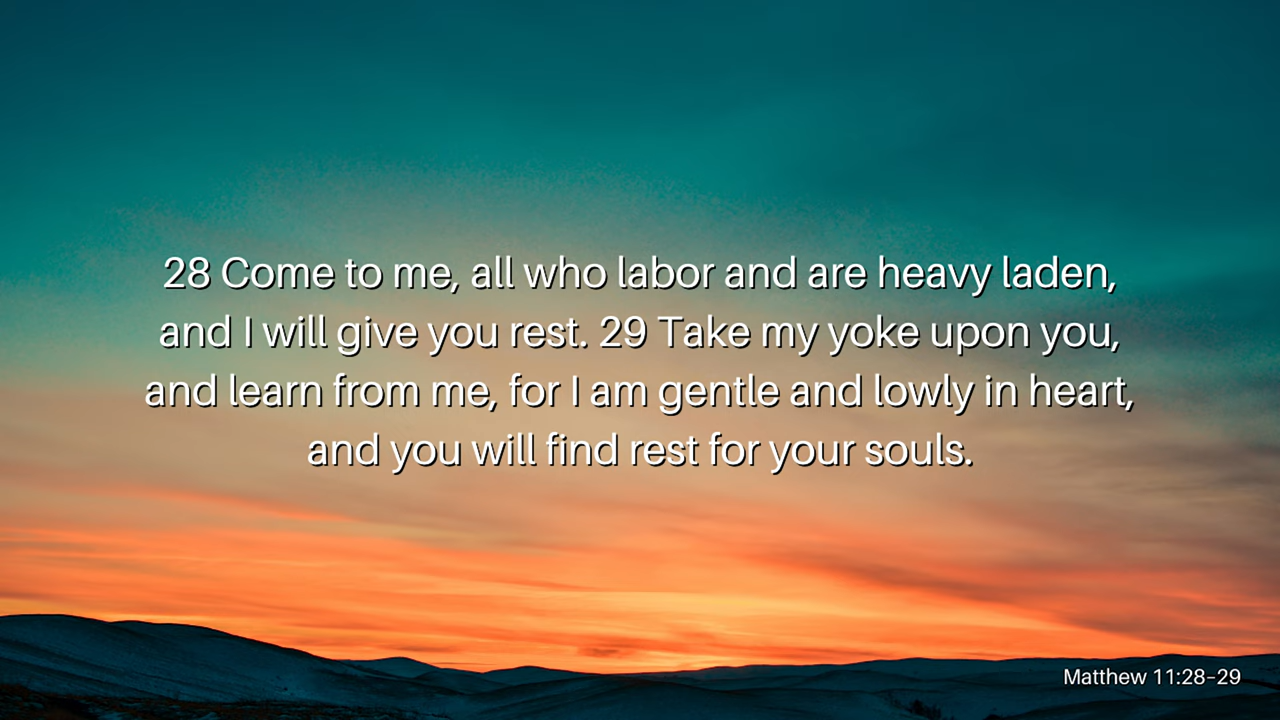 28 Come to me, all who labor and are heavy laden,
and I will give you rest. 29 Take my yoke upon you,
and learn from me, for I am gentle and lowly in heart,
and you will find rest for your souls.
Matthew 11:28–29